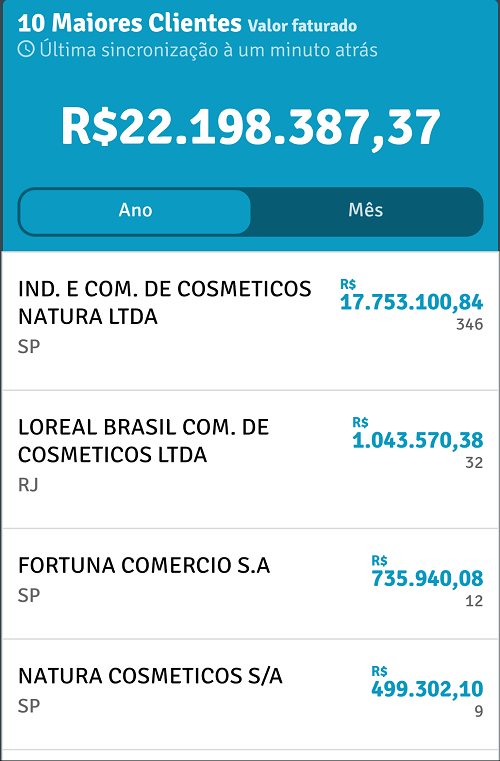 10 Maiores Clientes Valor faturado
Última sincronização à um minuto atrás
R$22.198.387,37
Ano Mês
IND. E COM. DE COSMETICOS
NATURA LTDA
SP
R$
17.753.100,84
346
LOREAL BRASIL COM. DE
COSMETICOS LTDA
RJ
R$
1.043.570,38
32
FORTUNA COMERCIO S.A
SP
R$
735.940,08
12
NATURA COSMETICOS S/A
SP
R$
499.302,10
9